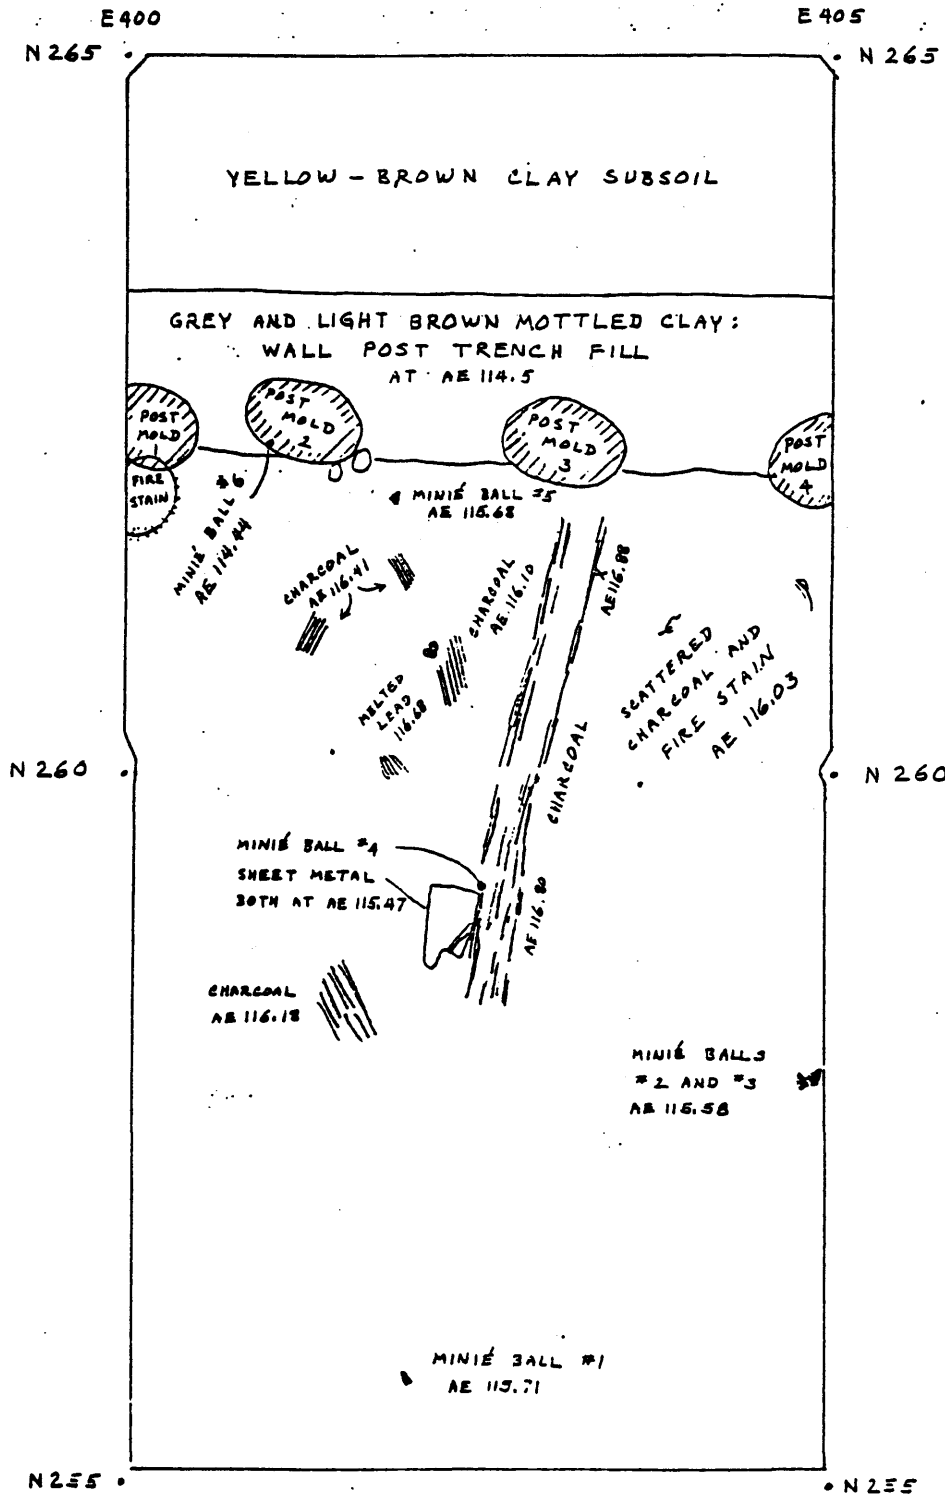 E400
E405
N265
N265
YELLOW - BROWN CLAY SUBSOIL
GREY AND LIGHT BROWN MOTTLED CLAY:
WALL POST TRENCH FILL
AT AE 114.5
POST
MOLD
1
POST
MOLD
2
POST
MOLD
3
POST
MOLD
4
FIRE
STAIN
MINIÉ BALL #6
AE 114.44
MINIÉ BALL #5
AE 115.68
CHARCOAL
AE 116.41
CHARCOAL
AE 116.10
AE 116.88
MELTED
LEAD
116.68
SCATTERED
CHARCOAL AND
FIRE STAIN
AE 116.03
CHARCOAL
N260
N260
MINIÉ BALL #4
SHEET METAL
BOTH AT AE 115.47
AE 116.80
CHARCOAL
AE 116.18
MINIÉ BALLS
#2 AND #3
AE 115.58
MINIÉ BALL #1
AE 115.71
N255
N255